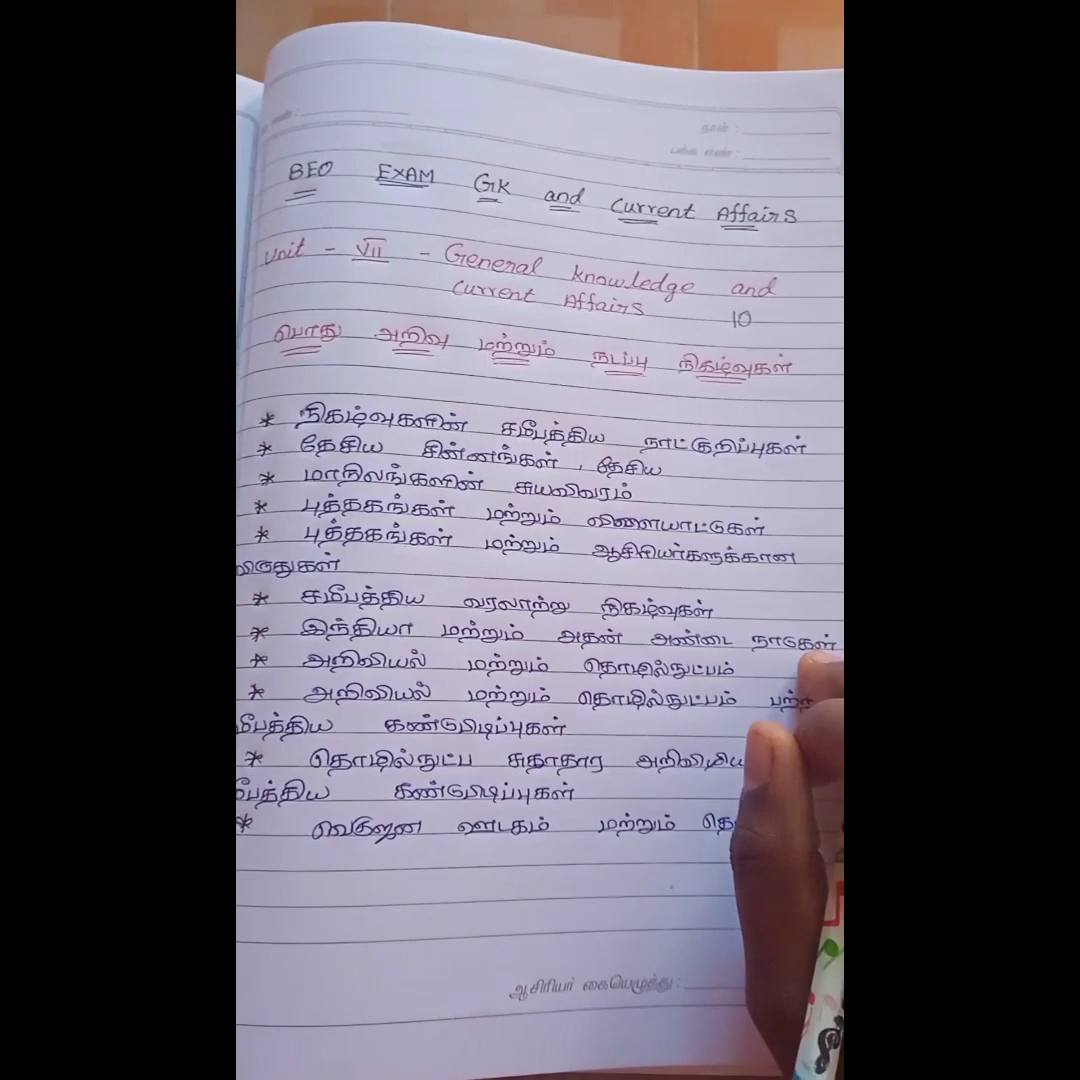 நாள் :
பக்க எண் :
BEO EXAM GK and Current Affairs
Unit - VII - General Knowledge and
Current Affairs 10
பொது அறிவு மற்றும் நடப்பு நிகழ்வுகள்
* நிகழ்வுகளின் சமீபத்திய நாட்குறிப்புகள்
* தேசிய சின்னங்கள், தேசிய
* மாநிலங்களின் சுயவிவரம்
* புத்தகங்கள் மற்றும் விளையாட்டுகள்
* புத்தகங்கள் மற்றும் ஆசிரியர்களுக்கான
விருதுகள்
* சமீபத்திய வரலாற்று நிகழ்வுகள்
* இந்தியா மற்றும் அதன் அண்டை நாடுகள்
* அறிவியல் மற்றும் தொழில்நுட்பம்
* அறிவியல் மற்றும் தொழில்நுட்பம்
மீபத்திய கண்டுபிடிப்புகள்
* தொழில்நுட்ப சுகாதார
மீபத்திய கண்டுபிடிப்புகள்
* வெகுஜன ஊடகம் மற்றும்
ஆசிரியர் கையெழுத்து :